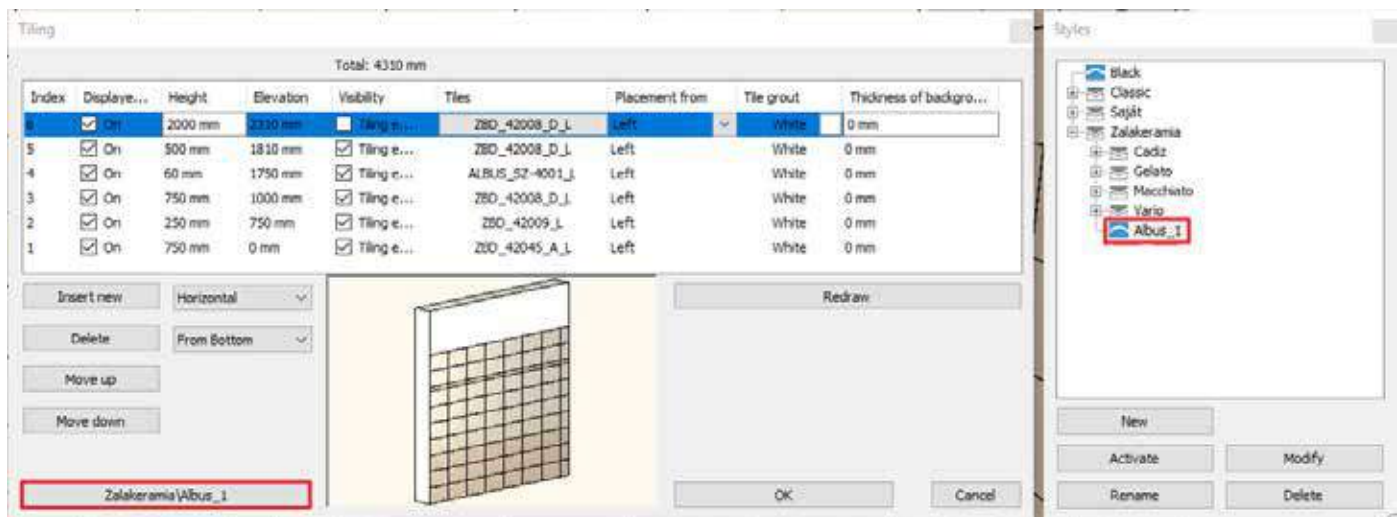 Tiling
Total: 4310 mm
Index Displaye... Height Elevation Visibility Tiles Placement from Tile grout Thickness of backgro...
6 On 2000 mm 2310 mm Tiling e... ZBD_42008_D_L Left White 0 mm
5 On 500 mm 1810 mm Tiling e... ZBD_42008_D_L Left White 0 mm
4 On 60 mm 1750 mm Tiling e... ALBUS_SZ-4001_L Left White 0 mm
3 On 750 mm 1000 mm Tiling e... ZBD_42008_D_L Left White 0 mm
2 On 250 mm 750 mm Tiling e... ZBD_42009_L Left White 0 mm
1 On 750 mm 0 mm Tiling e... ZBD_42045_A_L Left White 0 mm
Insert new Horizontal Redraw
Delete From Bottom
Move up
Move down
Zalakeramia\Albus_1 OK Cancel
Styles
Black
Classic
Saját
Zalakeramia
Cadiz
Gelato
Macchiato
Vario
Albus_1
New
Activate Modify
Rename Delete